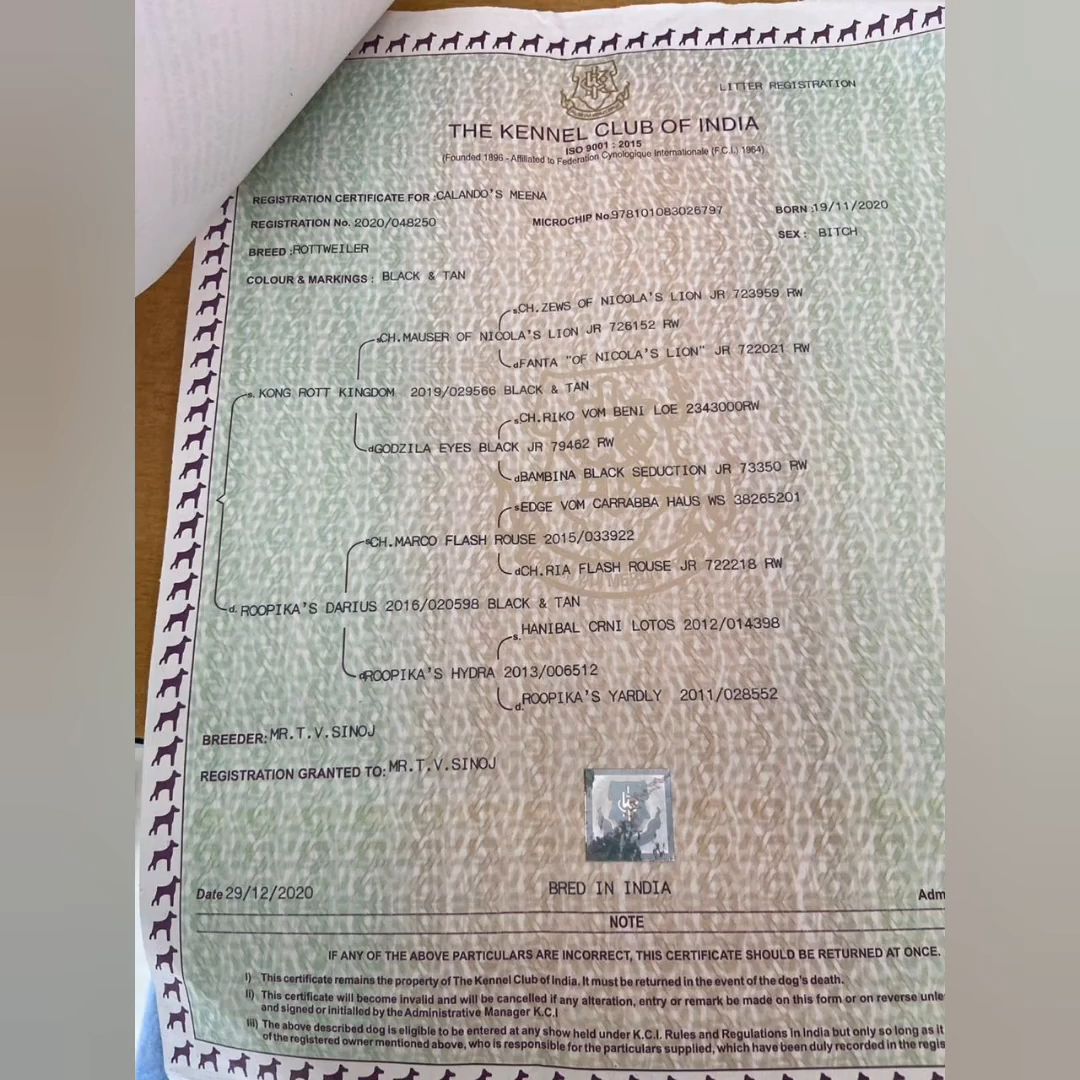 LITTER REGISTRATION
THE KENNEL CLUB OF INDIA
ISO 9001 : 2015
(Founded 1896 - Affiliated to Federation Cynologique Internationale (F.C.I.) 1964)
REGISTRATION CERTIFICATE FOR : CALANDO'S MEENA
REGISTRATION No. 2020/048250 MICROCHIP No. 978101083026797 BORN : 19/11/2020
BREED : ROTTWEILER SEX : BITCH
COLOUR & MARKINGS : BLACK & TAN
s. CH.ZEWS OF NICOLA'S LION JR 723959 RW
s. CH.MAUSER OF NICOLA'S LION JR 726152 RW
d. FANTA "OF NICOLA'S LION" JR 722021 RW
s. KONG ROTT KINGDOM 2019/029566 BLACK & TAN
s. CH.RIKO VOM BENI LOE 2343000RW
d. GODZILA EYES BLACK JR 79462 RW
d. BAMBINA BLACK SEDUCTION JR 73350 RW
s. EDGE VOM CARRABBA HAUS WS 38265201
s. CH.MARCO FLASH ROUSE 2015/033922
d. CH.RIA FLASH ROUSE JR 722218 RW
d. ROOPIKA'S DARIUS 2016/020598 BLACK & TAN
s. HANIBAL CRNI LOTOS 2012/014398
d. ROOPIKA'S HYDRA 2013/006512
d. ROOPIKA'S YARDLY 2011/028552
BREEDER: MR.T.V.SINOJ
REGISTRATION GRANTED TO: MR.T.V.SINOJ
Date 29/12/2020 BRED IN INDIA Adm
NOTE
IF ANY OF THE ABOVE PARTICULARS ARE INCORRECT, THIS CERTIFICATE SHOULD BE RETURNED AT ONCE.
i) This certificate remains the property of The Kennel Club of India. It must be returned in the event of the dog's death.
ii) This certificate will become invalid and will be cancelled if any alteration, entry or remark be made on this form or on reverse unle
and signed or initialled by the Administrative Manager K.C.I
iii) The above described dog is eligible to be entered at any show held under K.C.I. Rules and Regulations in India but only so long as it
of the registered owner mentioned above, who is responsible for the particulars supplied, which have been duly recorded in the regis